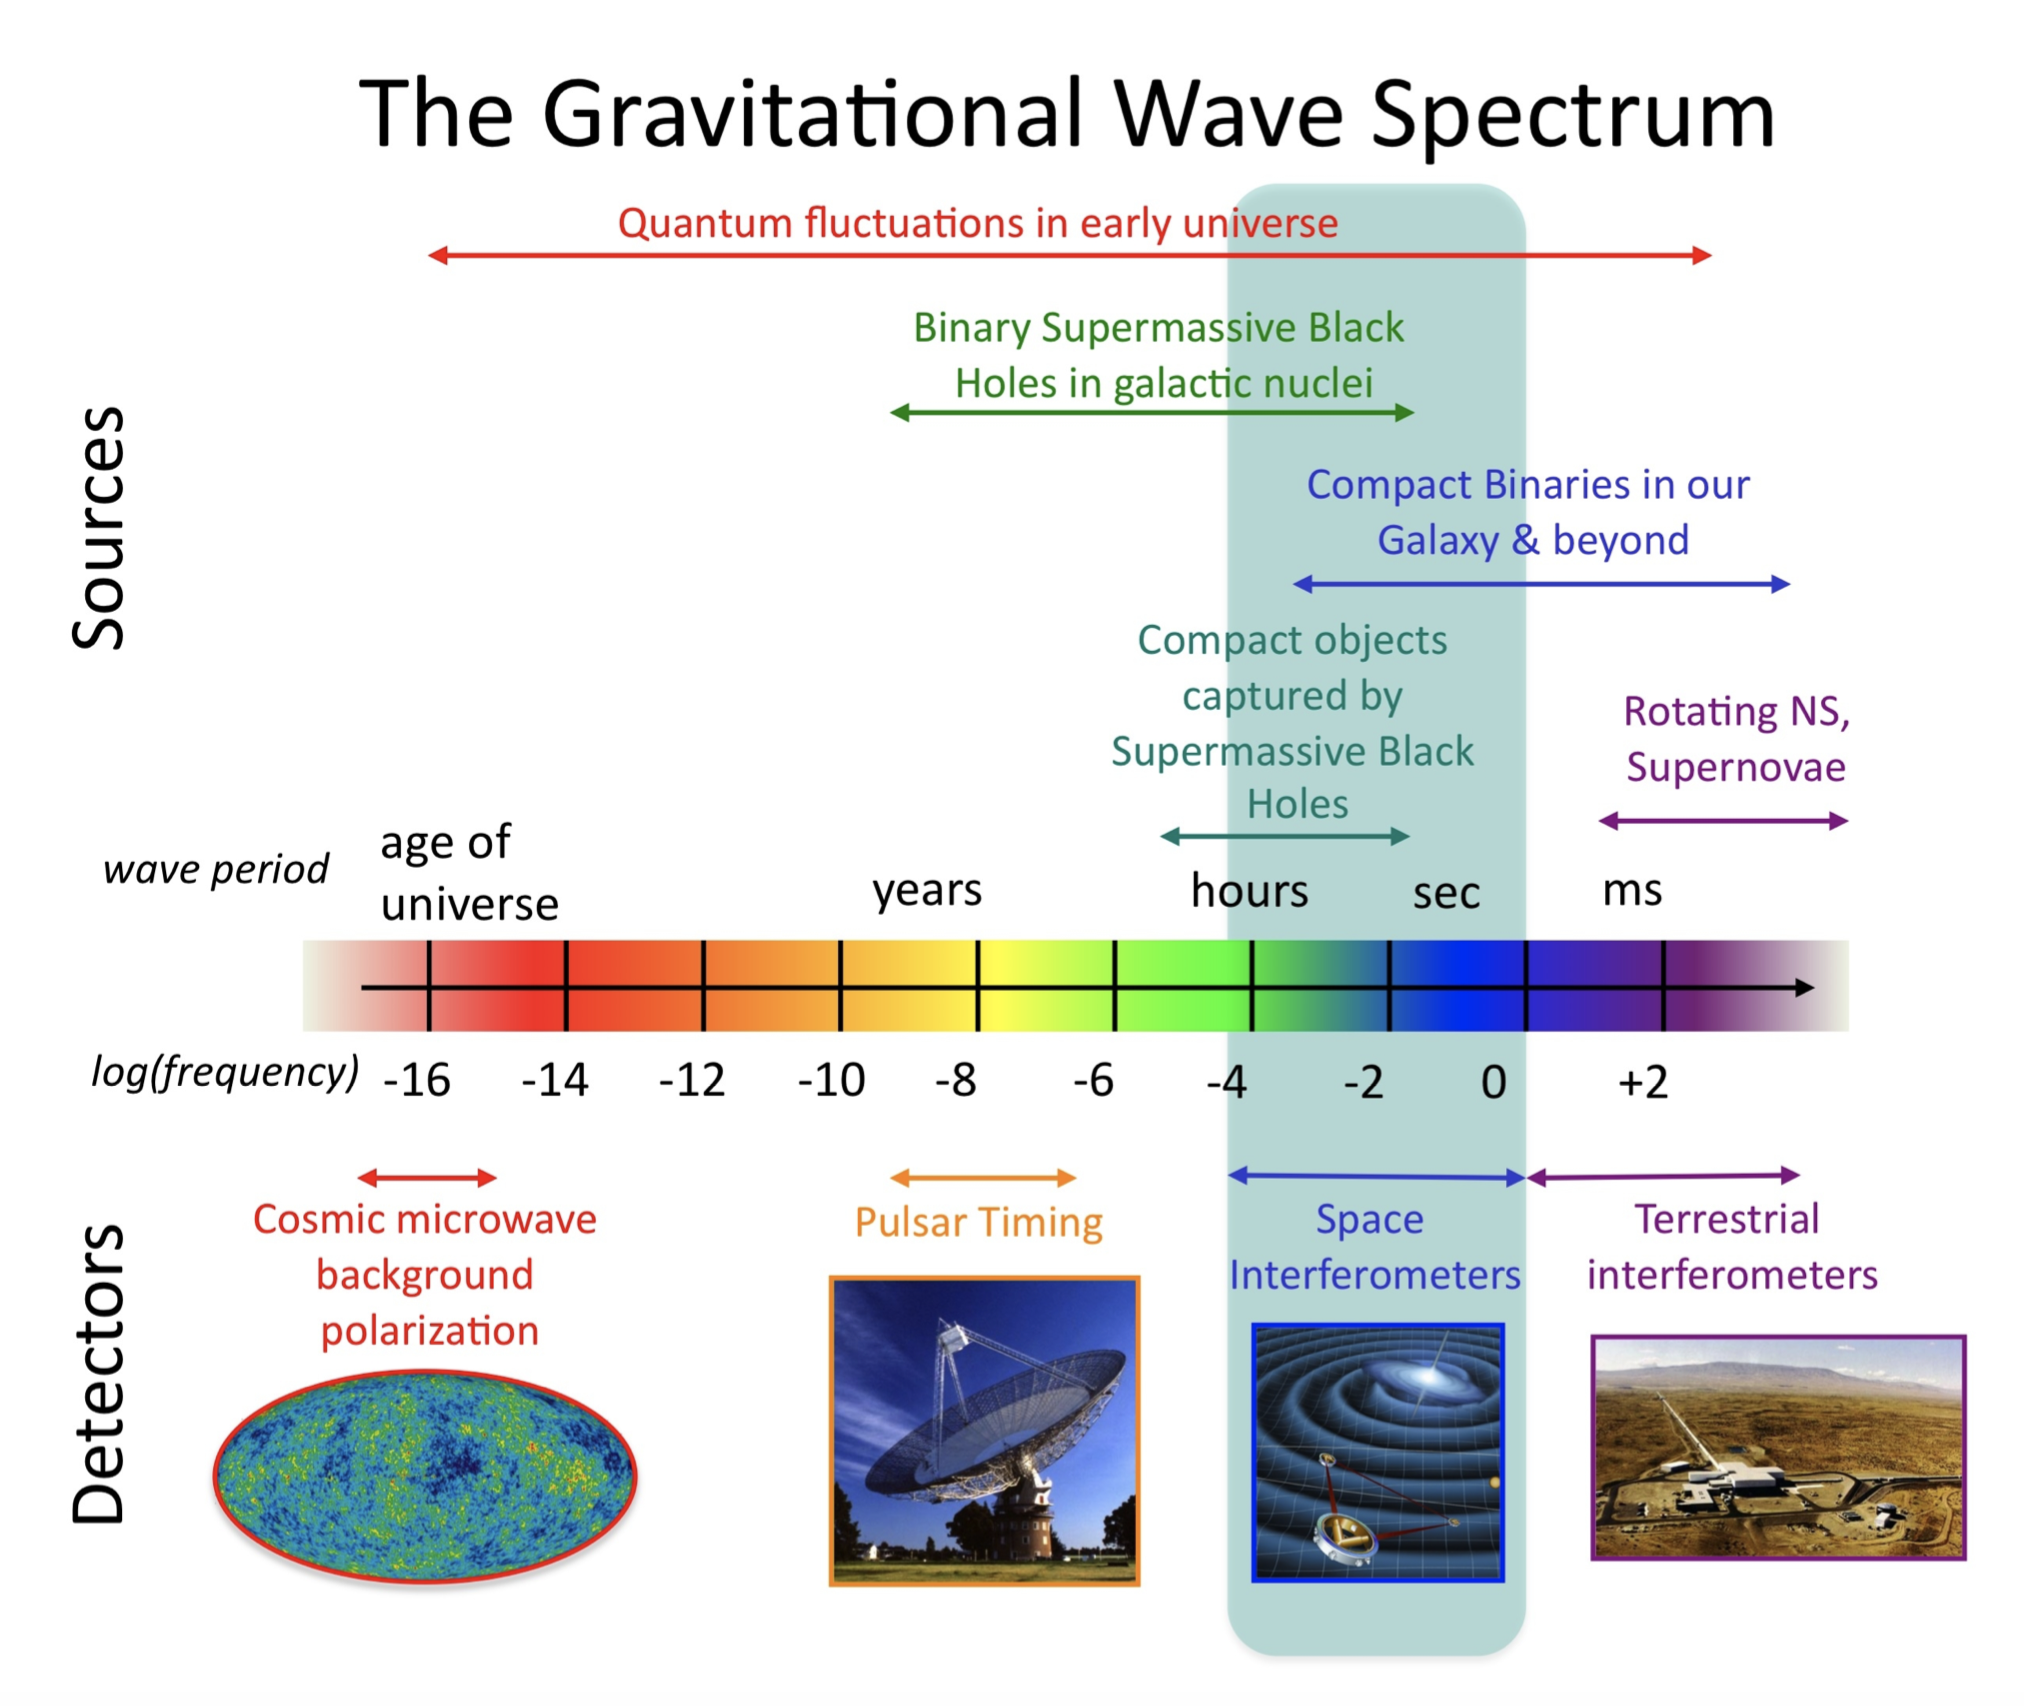 The Gravitational Wave Spectrum
Sources
Quantum fluctuations in early universe
Binary Supermassive Black
Holes in galactic nuclei
Compact Binaries in our
Galaxy & beyond
Compact objects
captured by
Supermassive Black
Holes
Rotating NS,
Supernovae
wave period
age of
universe
years
hours
sec
ms
log(frequency) -16 -14 -12 -10 -8 -6 -4 -2 0 +2
Detectors
Cosmic microwave
background
polarization
Pulsar Timing
Space
Interferometers
Terrestrial
interferometers